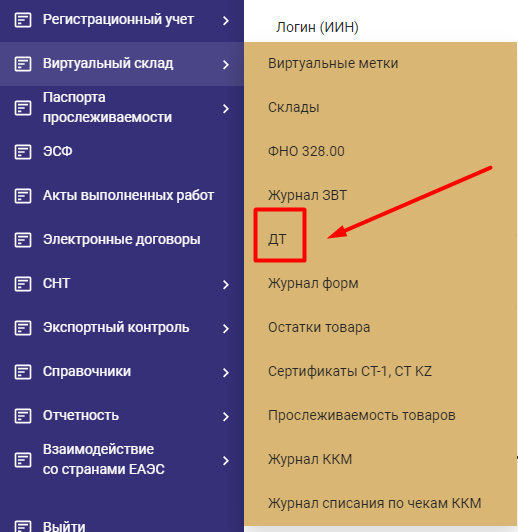 Регистрационный учет
Виртуальный склад
Паспорта
прослеживаемости
ЭСФ
Акты выполненных работ
Электронные договоры
СНТ
Экспортный контроль
Справочники
Отчетность
Взаимодействие
со странами ЕАЭС
Выйти
Логин (ИИН)
Виртуальные метки
Склады
ФНО 328.00
Журнал ЗВТ
ДТ
Журнал форм
Остатки товара
Сертификаты СТ-1, СТ KZ
Прослеживаемость товаров
Журнал ККМ
Журнал списания по чекам ККМ